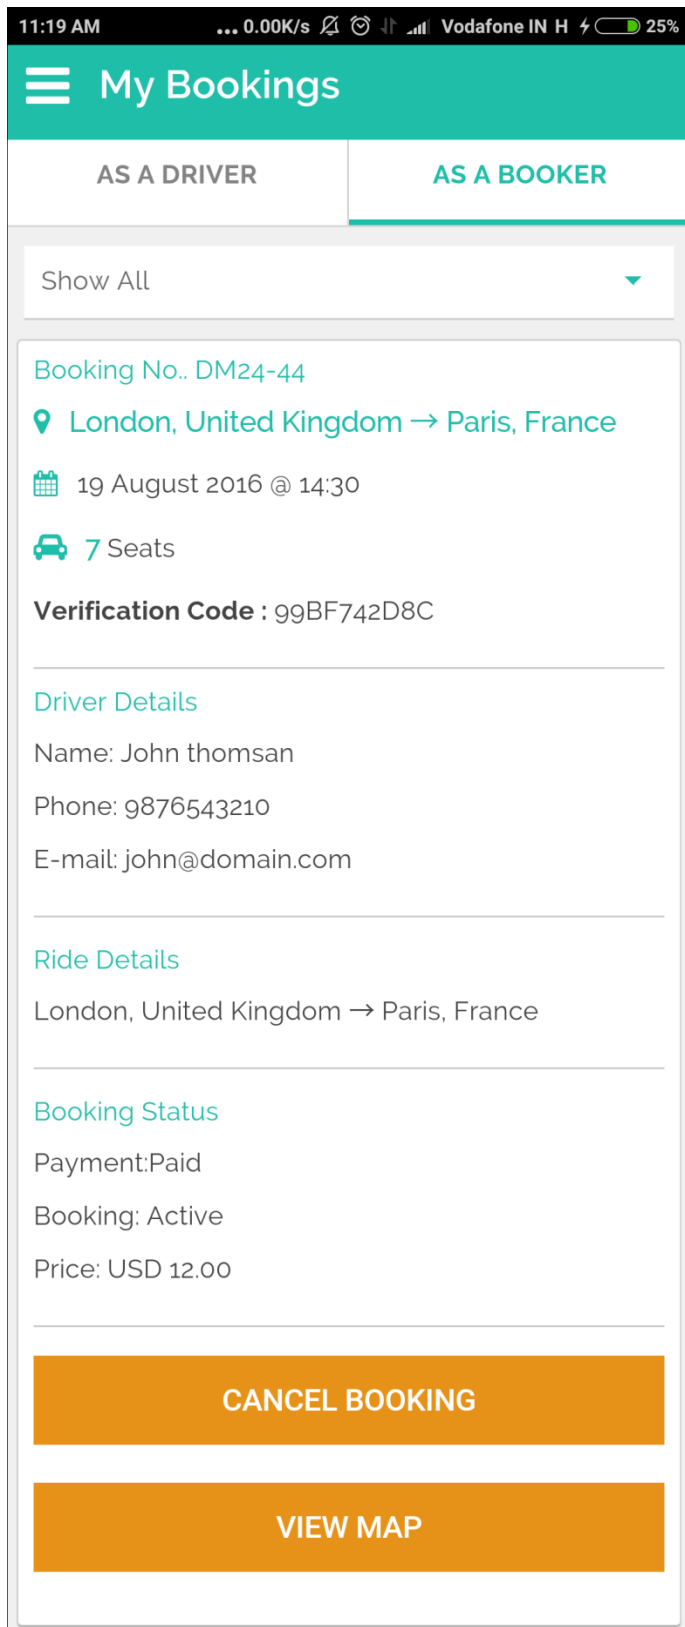 11:19 AM ... 0.00K/s Vodafone IN H 25%
My Bookings
AS A DRIVER AS A BOOKER
Show All
Booking No.. DM24-44
London, United Kingdom → Paris, France
19 August 2016 @ 14:30
7 Seats
Verification Code : 99BF742D8C
Driver Details
Name: John thomsan
Phone: 9876543210
E-mail: john@domain.com
Ride Details
London, United Kingdom → Paris, France
Booking Status
Payment:Paid
Booking: Active
Price: USD 12.00
CANCEL BOOKING
VIEW MAP